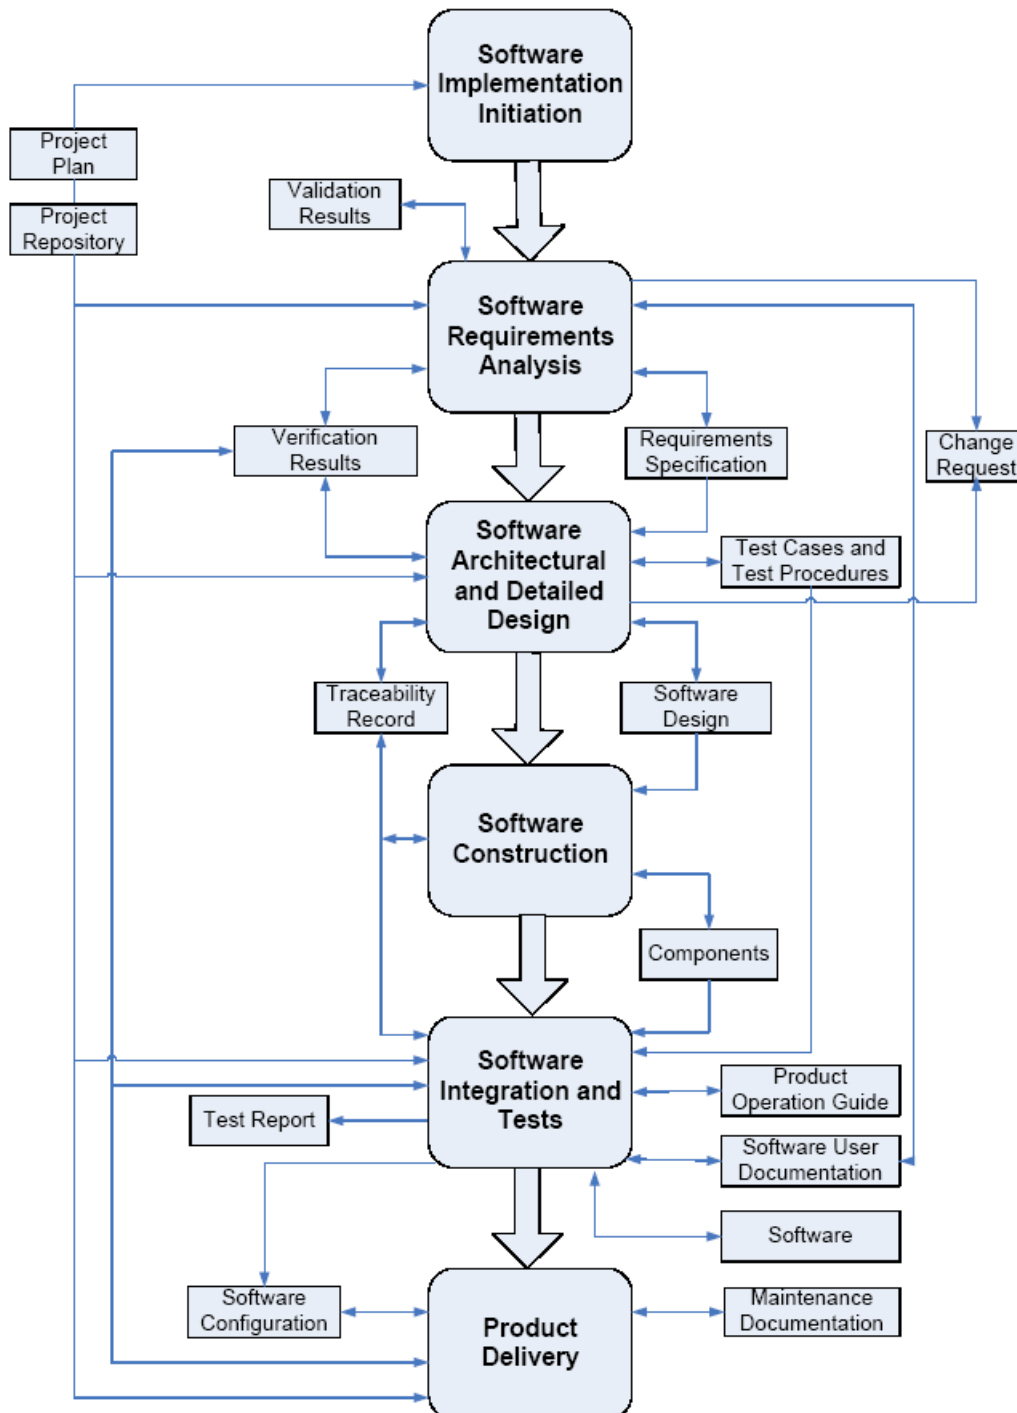 Software
Implementation
Initiation
Project
Plan
Validation
Results
Project
Repository
Software
Requirements
Analysis
Verification
Results
Requirements
Specification
Change
Request
Software
Architectural
and Detailed
Design
Test Cases and
Test Procedures
Traceability
Record
Software
Design
Software
Construction
Components
Software
Integration and
Tests
Product
Operation Guide
Test Report
Software User
Documentation
Software
Software
Configuration
Product
Delivery
Maintenance
Documentation